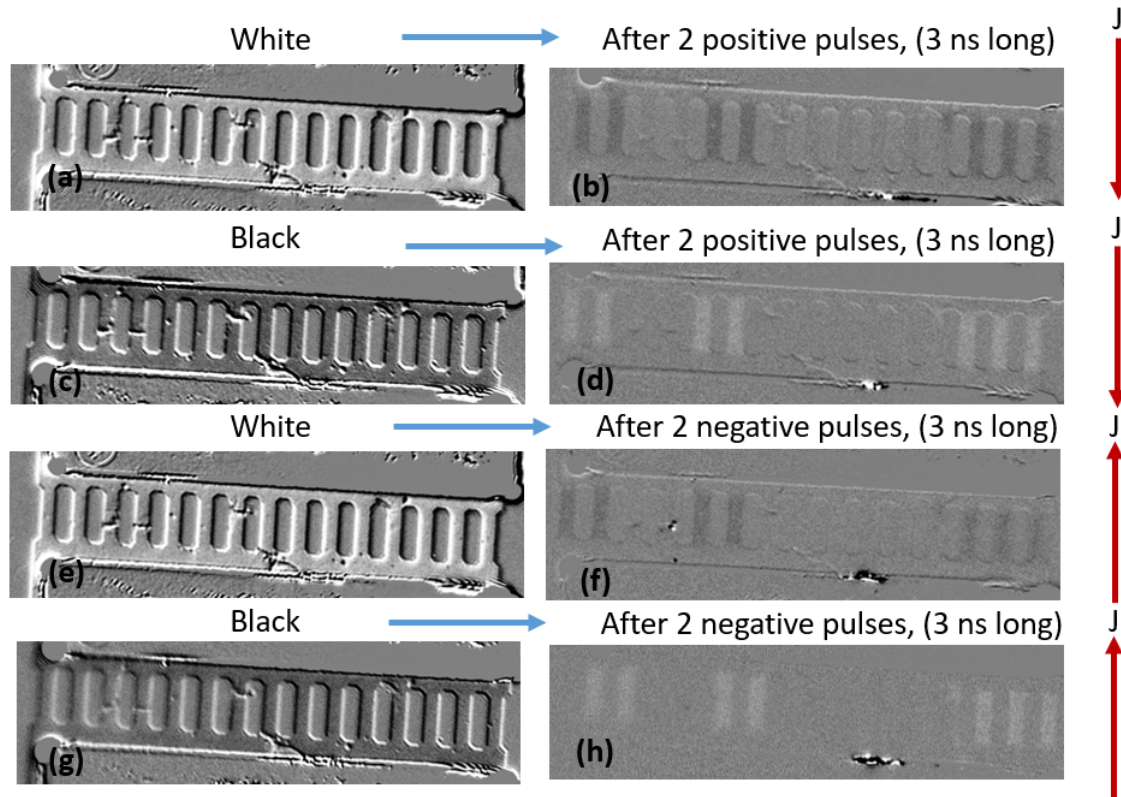 White After 2 positive pulses, (3 ns long) J
(a) (b)
Black After 2 positive pulses, (3 ns long) J
(c) (d)
White After 2 negative pulses, (3 ns long) J
(e) (f)
Black After 2 negative pulses, (3 ns long) J
(g) (h)